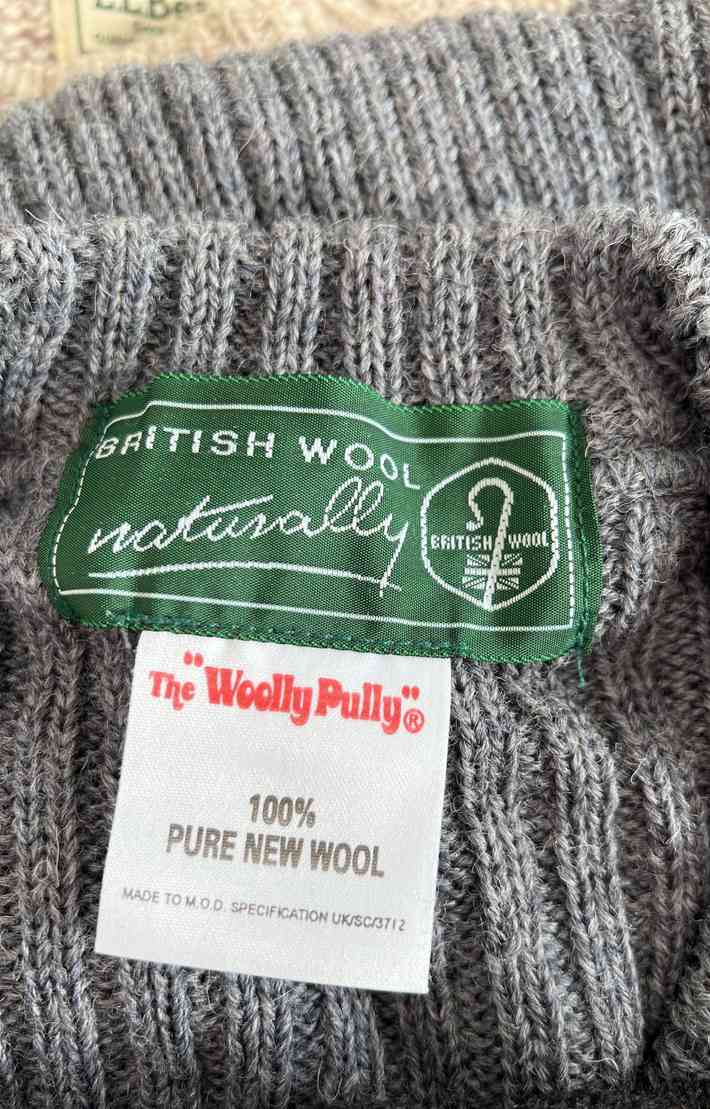 BRITISH WOOL
naturally
BRITISH WOOL
The "Woolly Pully"®
100%
PURE NEW WOOL
MADE TO M.O.D. SPECIFICATION UK/SC/3712